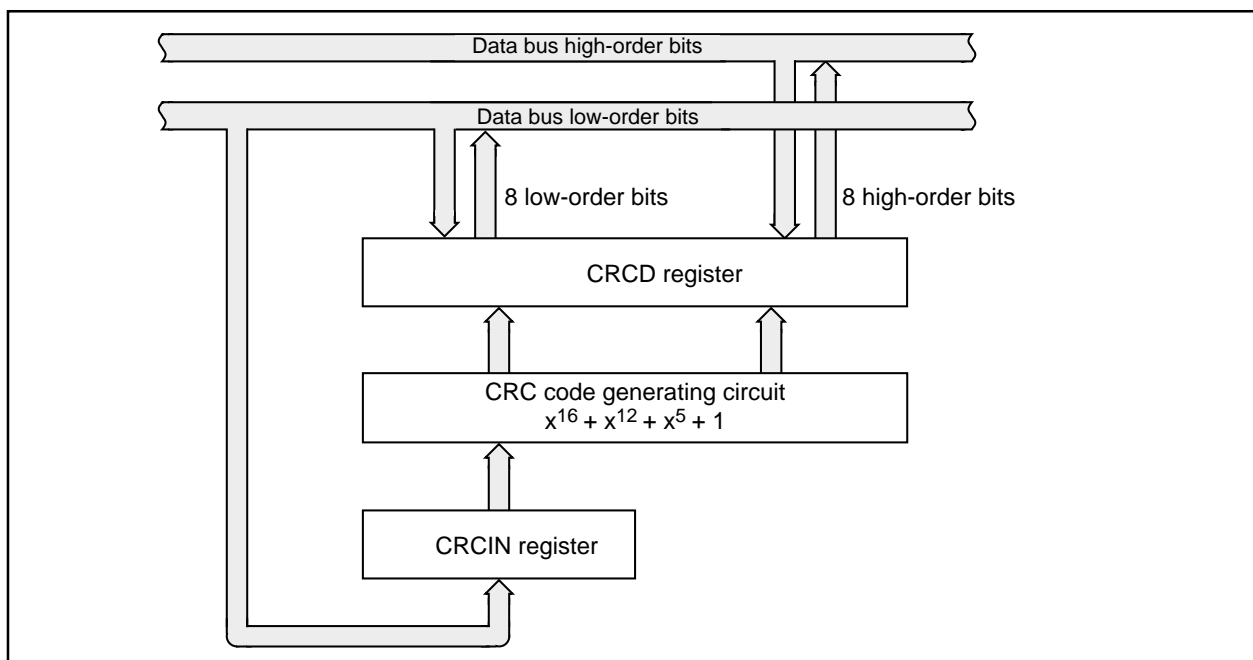 Data bus high-order bits
Data bus low-order bits
8 low-order bits
8 high-order bits
CRCD register
CRC code generating circuit
x¹⁶ + x¹² + x⁵ + 1
CRCIN register